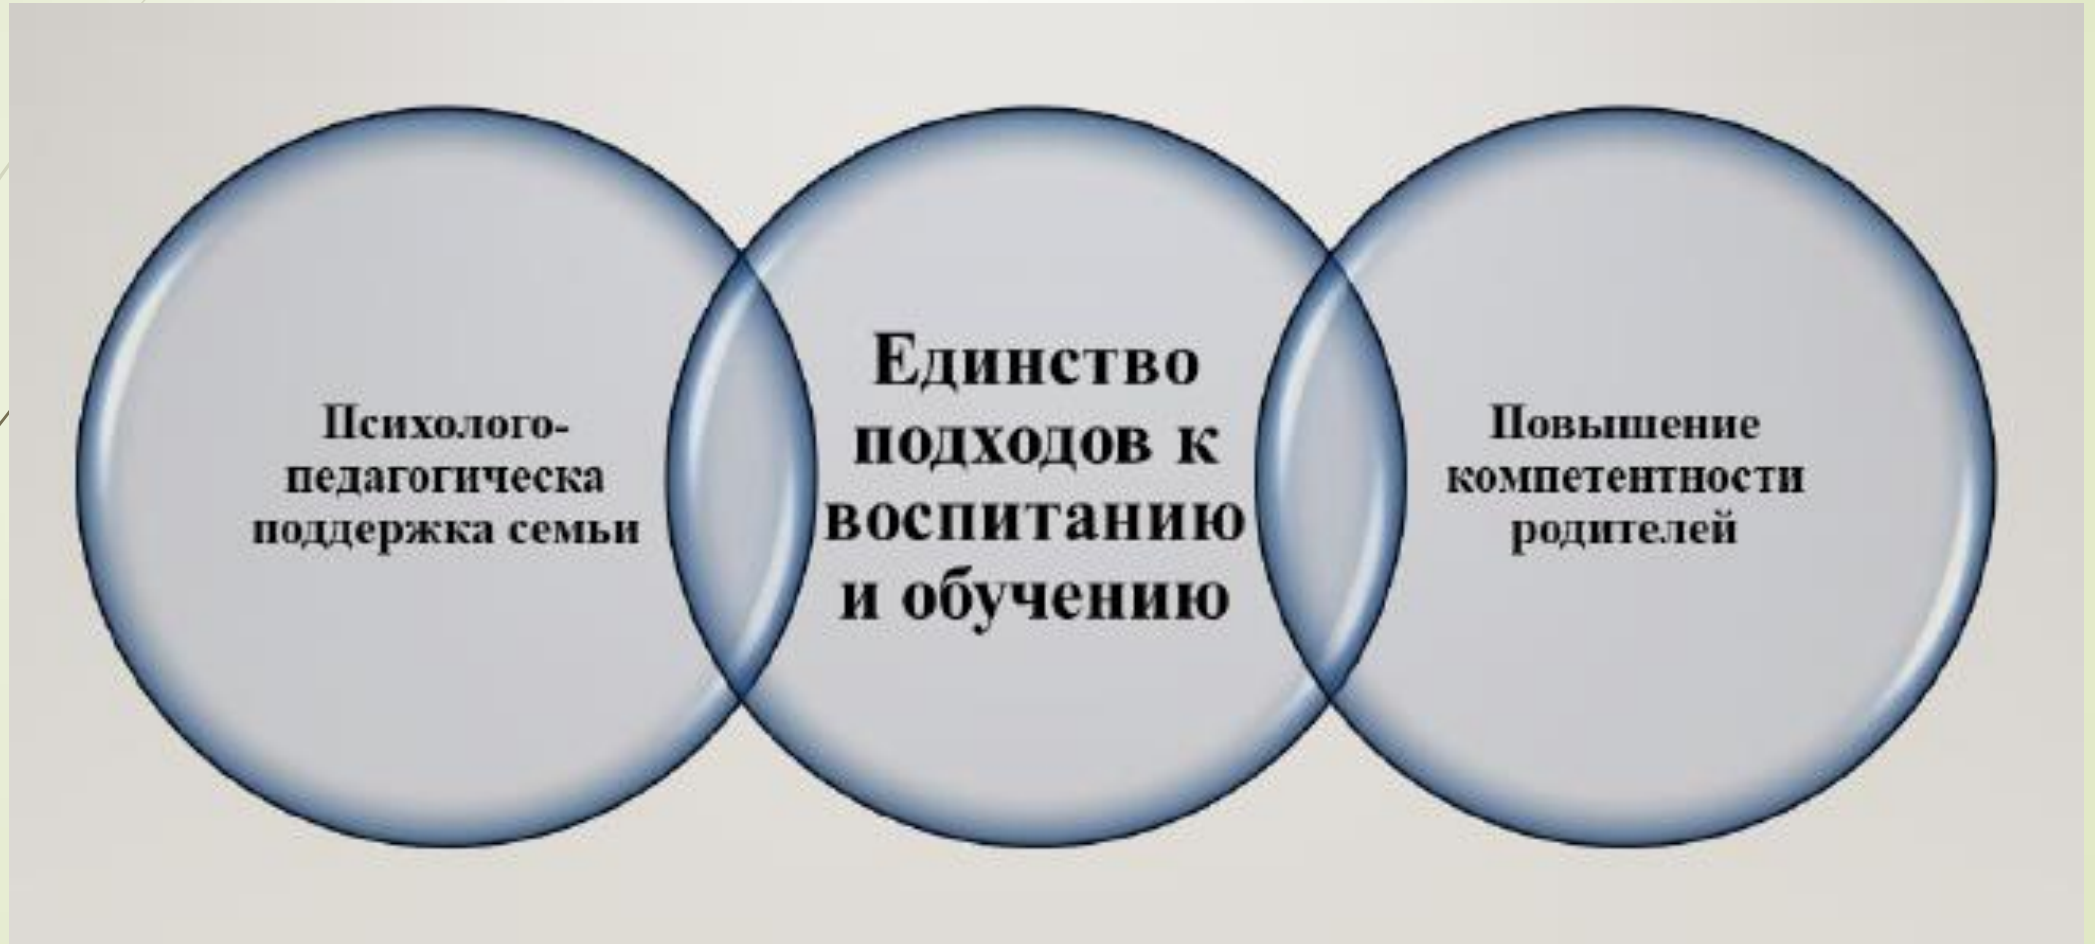 Психолого-
педагогическа
поддержка семьи
Единство
подходов к
воспитанию
и обучению
Повышение
компетентности
родителей